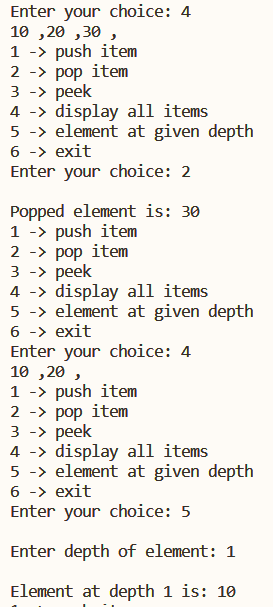 Enter your choice: 4
10 ,20 ,30 ,
1 -> push item
2 -> pop item
3 -> peek
4 -> display all items
5 -> element at given depth
6 -> exit
Enter your choice: 2
Popped element is: 30
1 -> push item
2 -> pop item
3 -> peek
4 -> display all items
5 -> element at given depth
6 -> exit
Enter your choice: 4
10 ,20 ,
1 -> push item
2 -> pop item
3 -> peek
4 -> display all items
5 -> element at given depth
6 -> exit
Enter your choice: 5
Enter depth of element: 1
Element at depth 1 is: 10